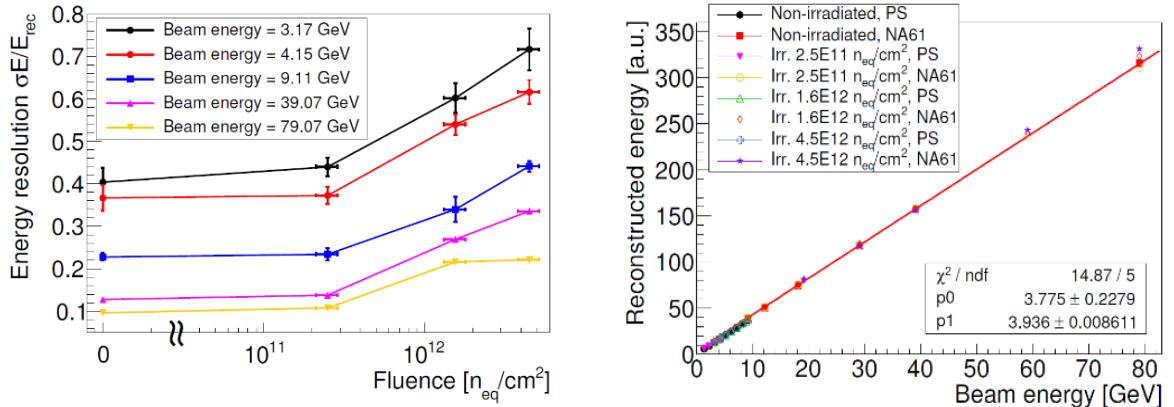 Energy resolution σE/E_rec
0.8
0.7
0.6
0.5
0.4
0.3
0.2
0.1
Beam energy = 3.17 GeV
Beam energy = 4.15 GeV
Beam energy = 9.11 GeV
Beam energy = 39.07 GeV
Beam energy = 79.07 GeV
0
10^11
10^12
Fluence [n_eq/cm^2]
Reconstructed energy [a.u.]
350
300
250
200
150
100
50
0
Non-irradiated, PS
Non-irradiated, NA61
Irr. 2.5E11 n_eq/cm^2, PS
Irr. 2.5E11 n_eq/cm^2, NA61
Irr. 1.6E12 n_eq/cm^2, PS
Irr. 1.6E12 n_eq/cm^2, NA61
Irr. 4.5E12 n_eq/cm^2, PS
Irr. 4.5E12 n_eq/cm^2, NA61
χ^2 / ndf 14.87 / 5
p0 3.775 ± 0.2279
p1 3.936 ± 0.008611
0 10 20 30 40 50 60 70 80
Beam energy [GeV]